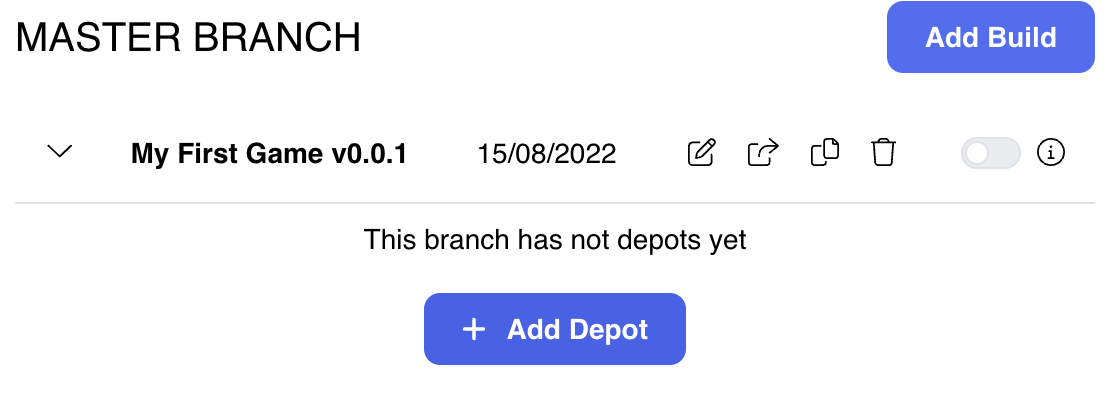 MASTER BRANCH
Add Build
My First Game v0.0.1 15/08/2022
This branch has not depots yet
+ Add Depot